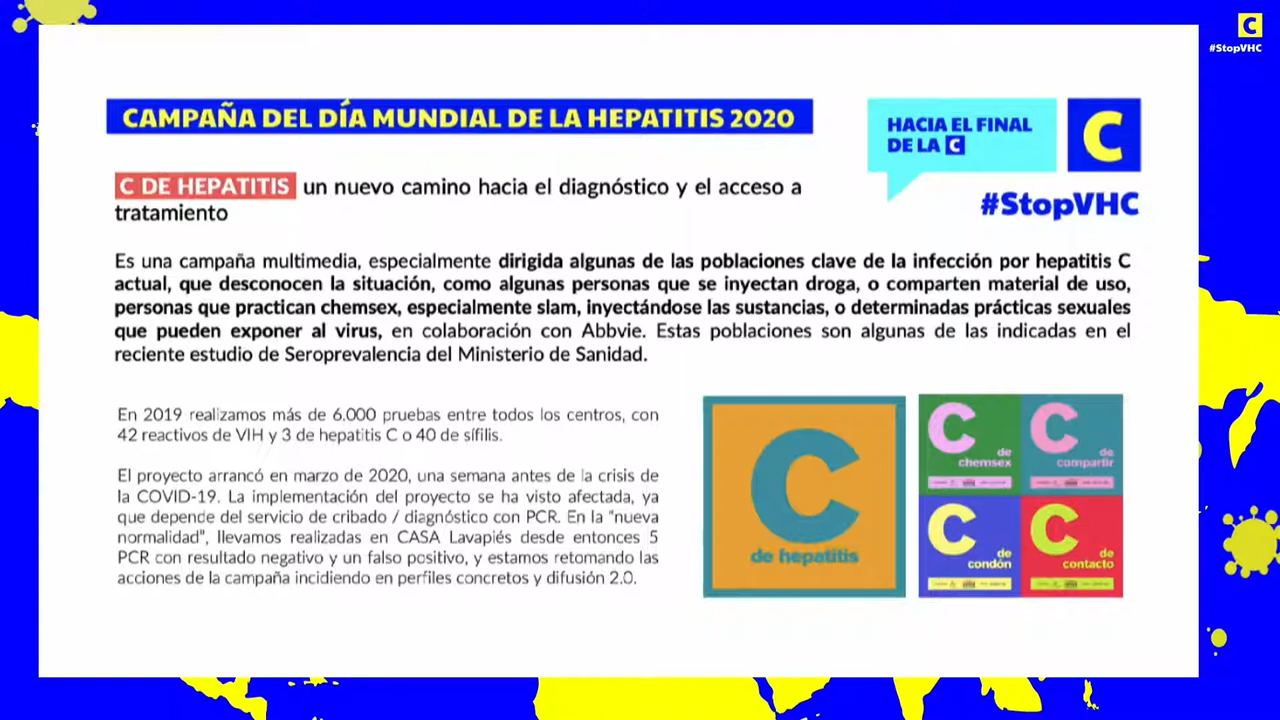 C
#StopVHC
CAMPAÑA DEL DÍA MUNDIAL DE LA HEPATITIS 2020
HACIA EL FINAL
DE LA C
C
#StopVHC
C DE HEPATITIS un nuevo camino hacia el diagnóstico y el acceso a
tratamiento
Es una campaña multimedia, especialmente dirigida algunas de las poblaciones clave de la infección por hepatitis C
actual, que desconocen la situación, como algunas personas que se inyectan droga, o comparten material de uso,
personas que practican chemsex, especialmente slam, inyectándose las sustancias, o determinadas prácticas sexuales
que pueden exponer al virus, en colaboración con Abbvie. Estas poblaciones son algunas de las indicadas en el
reciente estudio de Seroprevalencia del Ministerio de Sanidad.
En 2019 realizamos más de 6.000 pruebas entre todos los centros, con
42 reactivos de VIH y 3 de hepatitis C o 40 de sífilis.
El proyecto arrancó en marzo de 2020, una semana antes de la crisis de
la COVID-19. La implementación del proyecto se ha visto afectada, ya
que depende del servicio de cribado / diagnóstico con PCR. En la "nueva
normalidad", llevamos realizadas en CASA Lavapiés desde entonces 5
PCR con resultado negativo y un falso positivo, y estamos retomando las
acciones de la campaña incidiendo en perfiles concretos y difusión 2.0.
C
de hepatitis
C
de
chemsex
C
de
compartir
C
de
condón
C
de
contacto